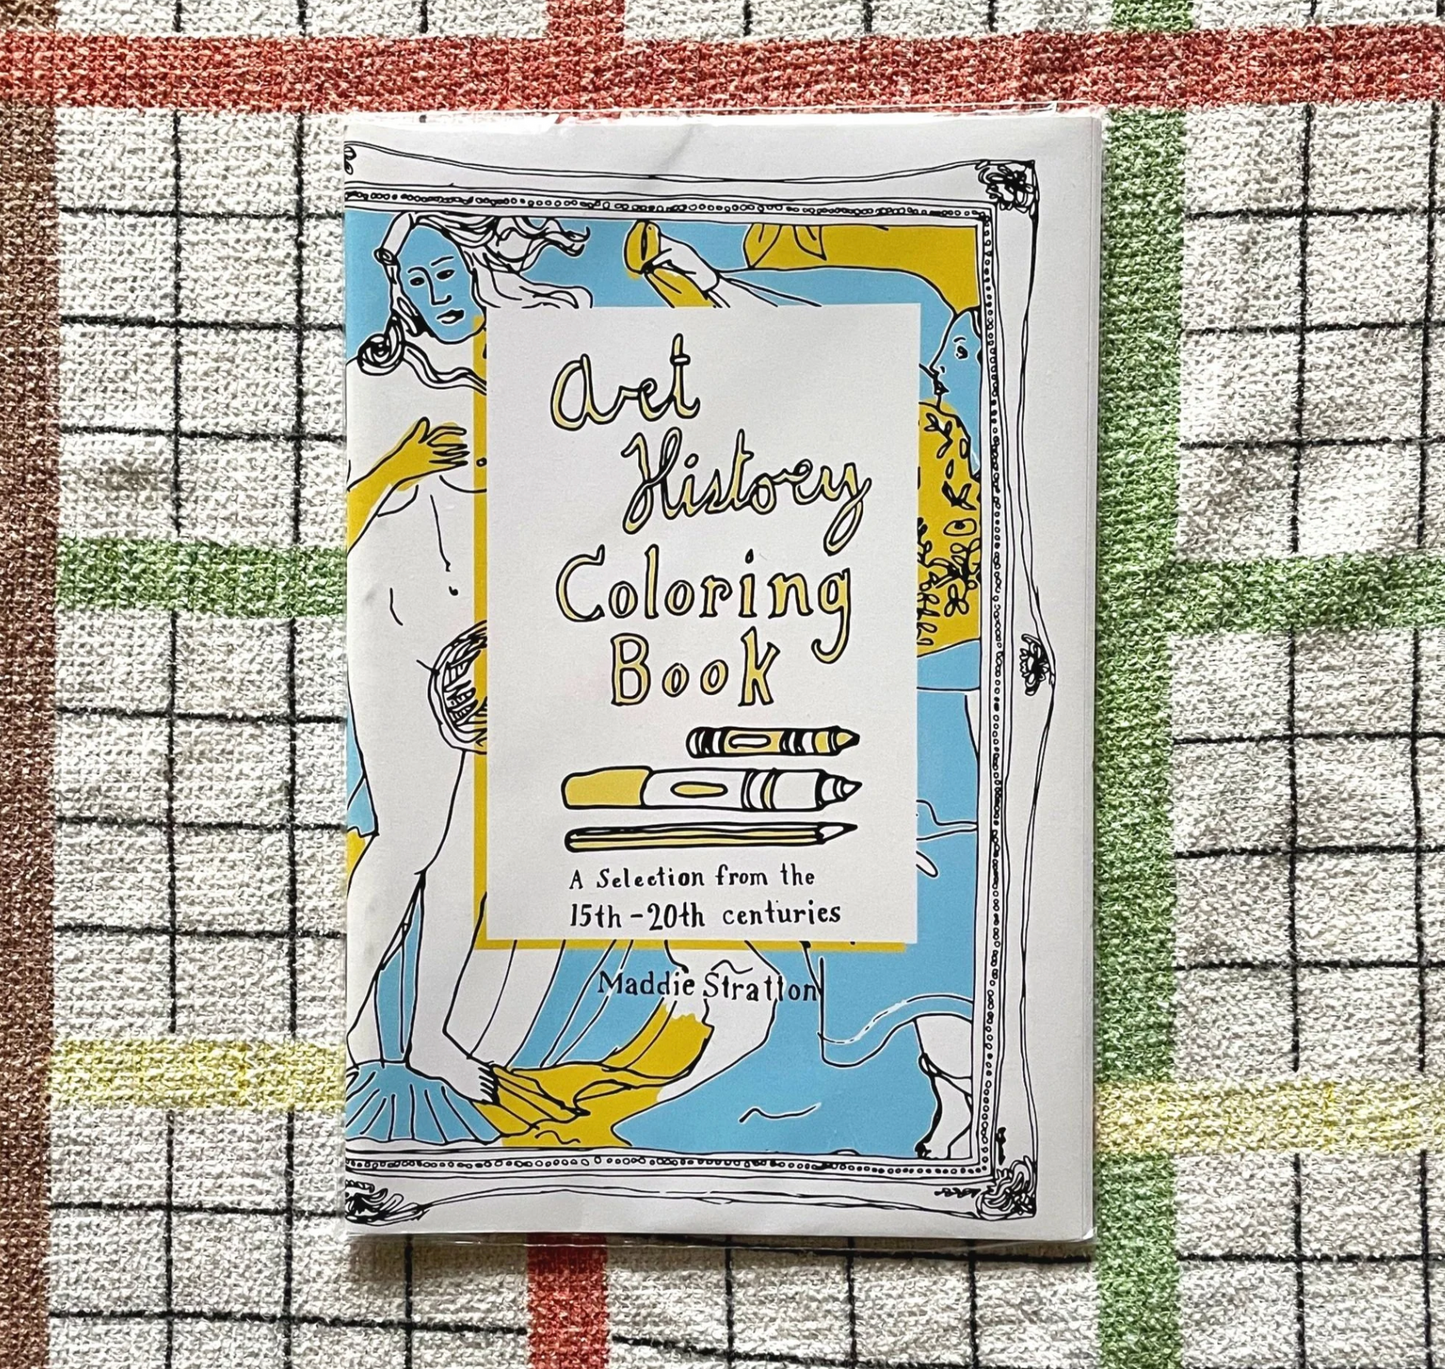 Art
History
Coloring
Book
A Selection from the
15th-20th centuries
Maddie Stratton